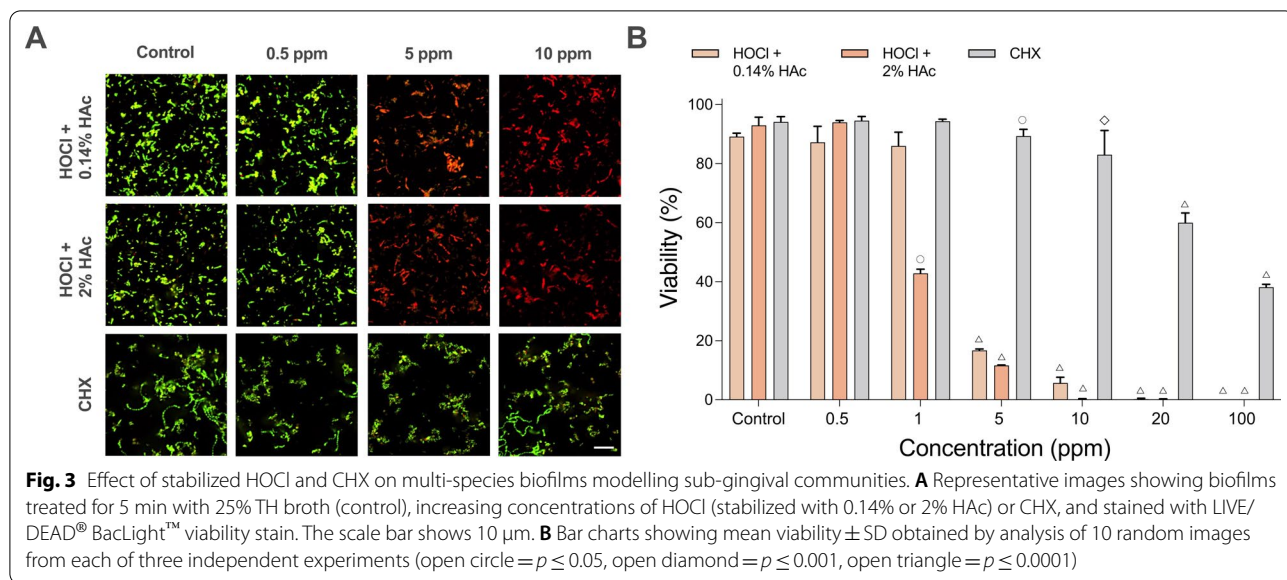 A
Control 0.5 ppm 5 ppm 10 ppm
HOCl +
0.14% HAc
HOCl +
2% HAc
CHX
B
HOCl +
0.14% HAc
HOCl +
2% HAc
CHX
Viability (%)
100
80
60
40
20
0
Control 0.5 1 5 10 20 100
Concentration (ppm)
Fig. 3 Effect of stabilized HOCl and CHX on multi-species biofilms modelling sub-gingival communities. A Representative images showing biofilms
treated for 5 min with 25% TH broth (control), increasing concentrations of HOCl (stabilized with 0.14% or 2% HAc) or CHX, and stained with LIVE/
DEAD® BacLight™ viability stain. The scale bar shows 10 µm. B Bar charts showing mean viability ± SD obtained by analysis of 10 random images
from each of three independent experiments (open circle = p ≤ 0.05, open diamond = p ≤ 0.001, open triangle = p ≤ 0.0001)